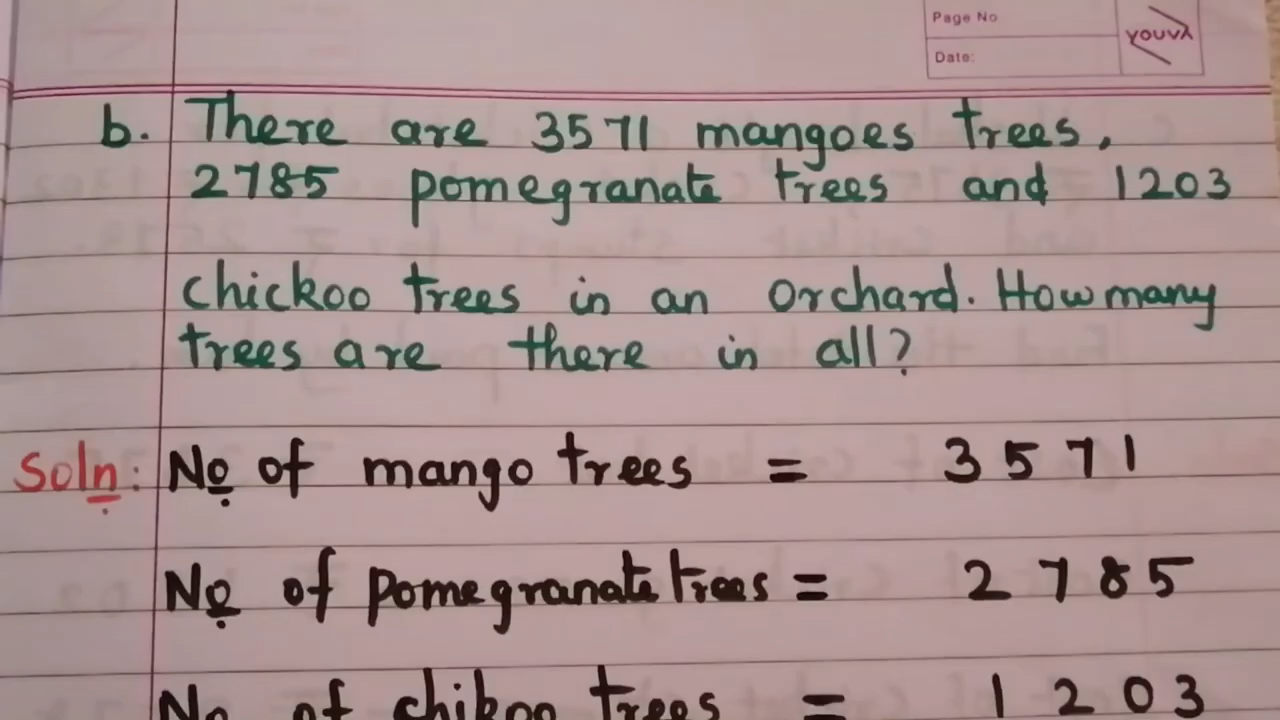 Page No
Date:
YOUVA
b. There are 3571 mangoes trees,
2785 pomegranate trees and 1203
chickoo trees in an orchard. How many
trees are there in all?
Soln: No of mango trees = 3571
No of pomegranate trees = 2785
No of chikoo trees = 1203